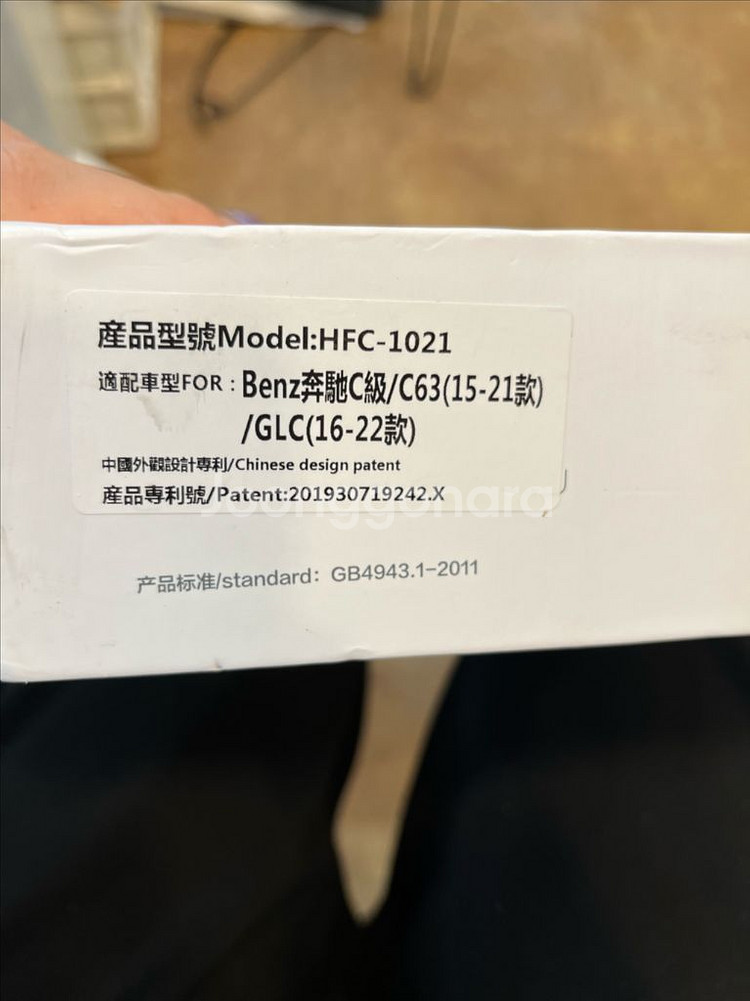 産品型號Model:HFC-1021
適配車型FOR：Benz奔馳C級/C63(15-21款)
/GLC(16-22款)
中國外觀設計專利/Chinese design patent
産品專利號/Patent:201930719242.X
Joonggonara
产品标准/standard：GB4943.1-2011